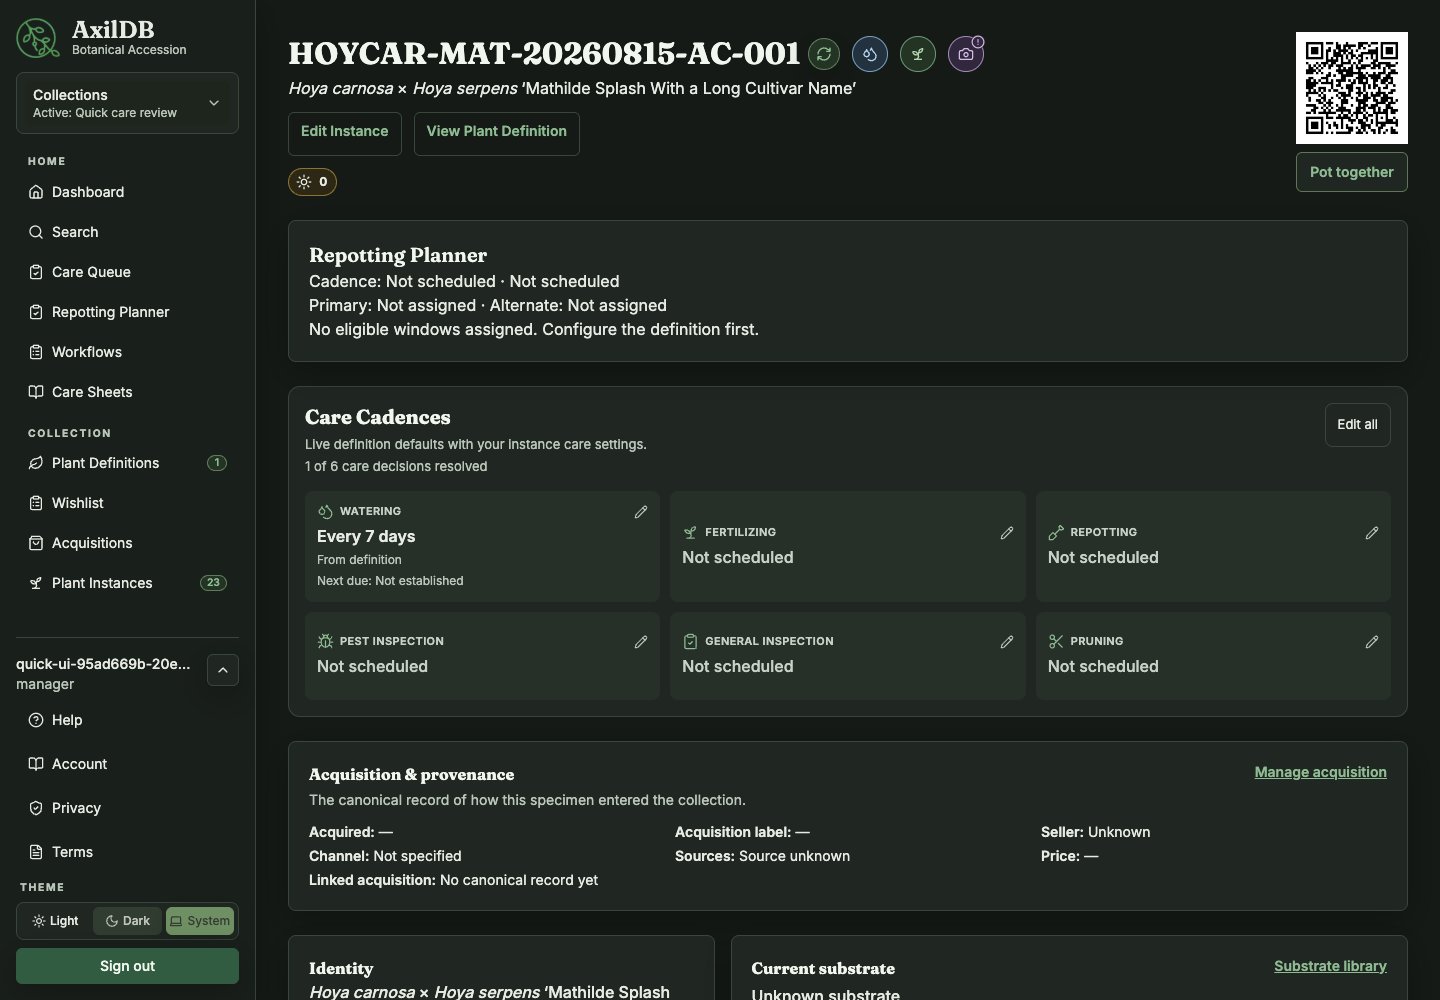 AxilDB
Botanical Accession
Collections
Active: Quick care review
HOME
Dashboard
Search
Care Queue
Repotting Planner
Workflows
Care Sheets
COLLECTION
Plant Definitions 1
Wishlist
Acquisitions
Plant Instances 23
quick-ui-95ad669b-20e...
manager
Help
Account
Privacy
Terms
THEME
Light Dark System
Sign out
HOYCAR-MAT-20260815-AC-001
Hoya carnosa × Hoya serpens ‘Mathilde Splash With a Long Cultivar Name’
Edit Instance View Plant Definition
0
Pot together
Repotting Planner
Cadence: Not scheduled · Not scheduled
Primary: Not assigned · Alternate: Not assigned
No eligible windows assigned. Configure the definition first.
Care Cadences
Edit all
Live definition defaults with your instance care settings.
1 of 6 care decisions resolved
WATERING
Every 7 days
From definition
Next due: Not established
FERTILIZING
Not scheduled
REPOTTING
Not scheduled
PEST INSPECTION
Not scheduled
GENERAL INSPECTION
Not scheduled
PRUNING
Not scheduled
Acquisition & provenance
Manage acquisition
The canonical record of how this specimen entered the collection.
Acquired: — Acquisition label: — Seller: Unknown
Channel: Not specified Sources: Source unknown Price: —
Linked acquisition: No canonical record yet
Identity
Hoya carnosa × Hoya serpens ‘Mathilde Splash
Current substrate
Substrate library
Unknown substrate